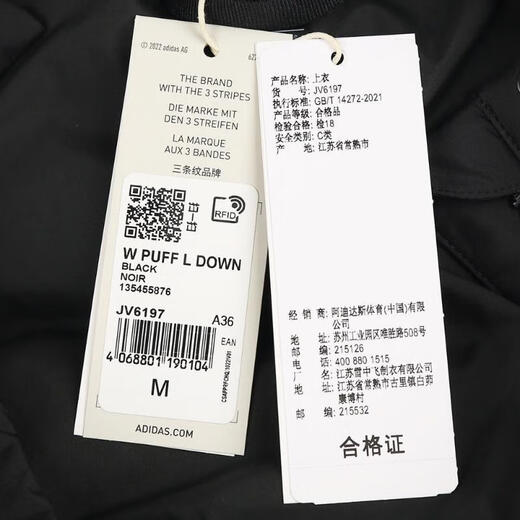 © 2022 adidas AG
THE BRAND
WITH THE 3 STRIPES
DIE MARKE MIT
DEN 3 STREIFEN
LA MARQUE
AUX 3 BANDES
三条纹品牌
RFID
W PUFF L DOWN
BLACK
NOIR
135455876
JV6197
A36
EAN
4 068801 190104
M
ADIDAS.COM
产品名称: 上衣
货 号: JV6197
执行标准: GB/T 14272-2021
产品等级: 合格品
检验合格: 检18
安全类别: C类
产 地: 江苏省常熟市
经 销 商: 阿迪达斯体育(中国)有限
公司
地 址: 苏州工业园区唯胜路508号
邮 编: 215126
电 话: 400 880 1515
厂 名: 江苏雪中飞制衣有限公司
地 址: 江苏省常熟市古里镇白茆
康博村
邮 编: 215532
合格证